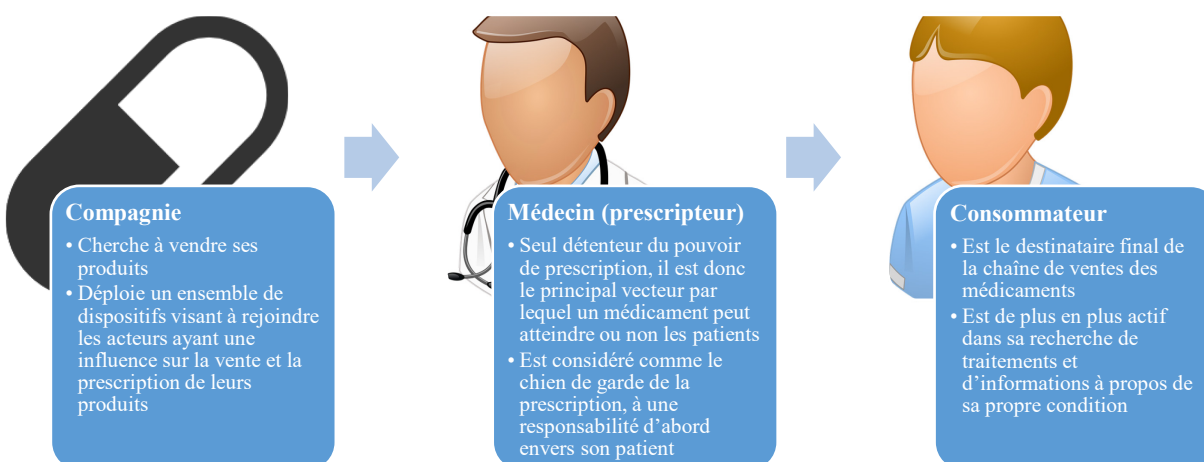 Compagnie
• Cherche à vendre ses
produits
• Déploie un ensemble de
dispositifs visant à rejoindre
les acteurs ayant une
influence sur la vente et la
prescription de leurs
produits
Médecin (prescripteur)
• Seul détenteur du pouvoir
de prescription, il est donc
le principal vecteur par
lequel un médicament peut
atteindre ou non les patients
• Est considéré comme le
chien de garde de la
prescription, à une
responsabilité d’abord
envers son patient
Consommateur
• Est le destinataire final de
la chaîne de ventes des
médicaments
• Est de plus en plus actif
dans sa recherche de
traitements et
d’informations à propos de
sa propre condition